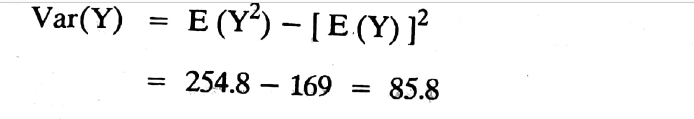 Var(Y) = E (Y²) – [ E (Y) ]²
= 254.8 – 169 = 85.8